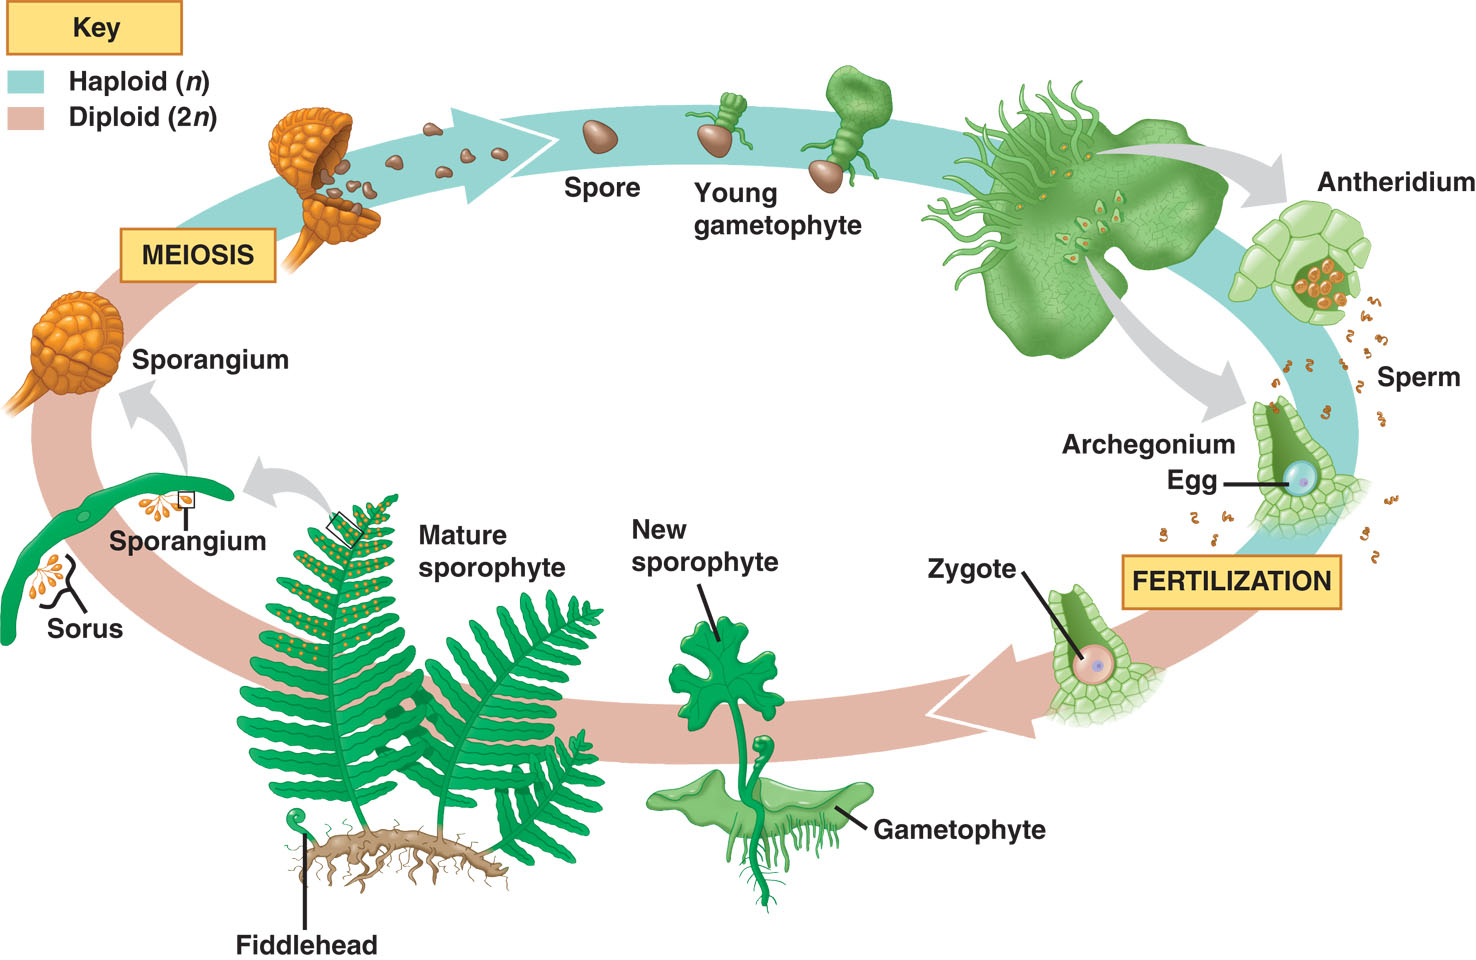 Key
Haploid (n)
Diploid (2n)
MEIOSIS
Spore
Young
gametophyte
Antheridium
Sperm
Archegonium
Egg
FERTILIZATION
Zygote
New
sporophyte
Gametophyte
Mature
sporophyte
Fiddlehead
Sorus
Sporangium
Sporangium